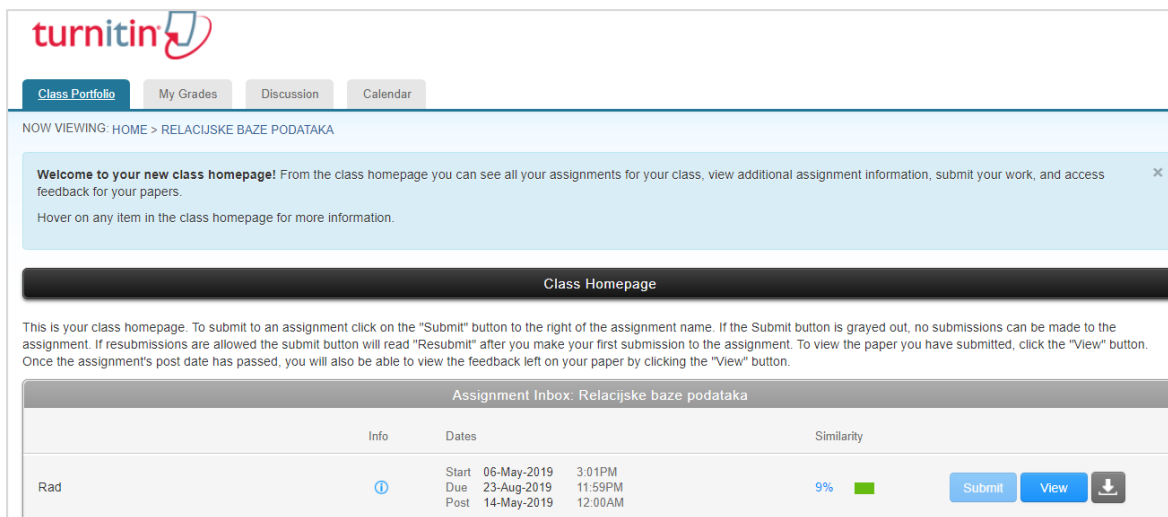 turnitin
Class Portfolio My Grades Discussion Calendar
NOW VIEWING: HOME > RELACIJSKE BAZE PODATAKA
Welcome to your new class homepage! From the class homepage you can see all your assignments for your class, view additional assignment information, submit your work, and access
feedback for your papers.
Hover on any item in the class homepage for more information.
Class Homepage
This is your class homepage. To submit to an assignment click on the "Submit" button to the right of the assignment name. If the Submit button is grayed out, no submissions can be made to the
assignment. If resubmissions are allowed the submit button will read "Resubmit" after you make your first submission to the assignment. To view the paper you have submitted, click the "View" button.
Once the assignment's post date has passed, you will also be able to view the feedback left on your paper by clicking the "View" button.
Assignment Inbox: Relacijske baze podataka
Info Dates Similarity
Start 06-May-2019 3:01PM
Rad Due 23-Aug-2019 11:59PM 9% Submit View
Post 14-May-2019 12:00AM